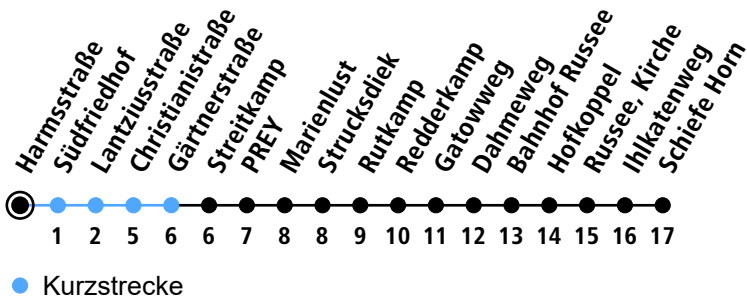 Harmsstraße
Südfriedhof
Lantziusstraße
Christianistraße
Gärtnerstraße
Streitkamp
PREY
Marienlust
Strucksdiek
Rutkamp
Redderkamp
Gatowweg
Dahmeweg
Bahnhof Russee
Hofkoppel
Russee, Kirche
Ihlkatenweg
Schiefe Horn
1 2 5 6 6 7 8 8 9 10 11 12 13 14 15 16 17
Kurzstrecke